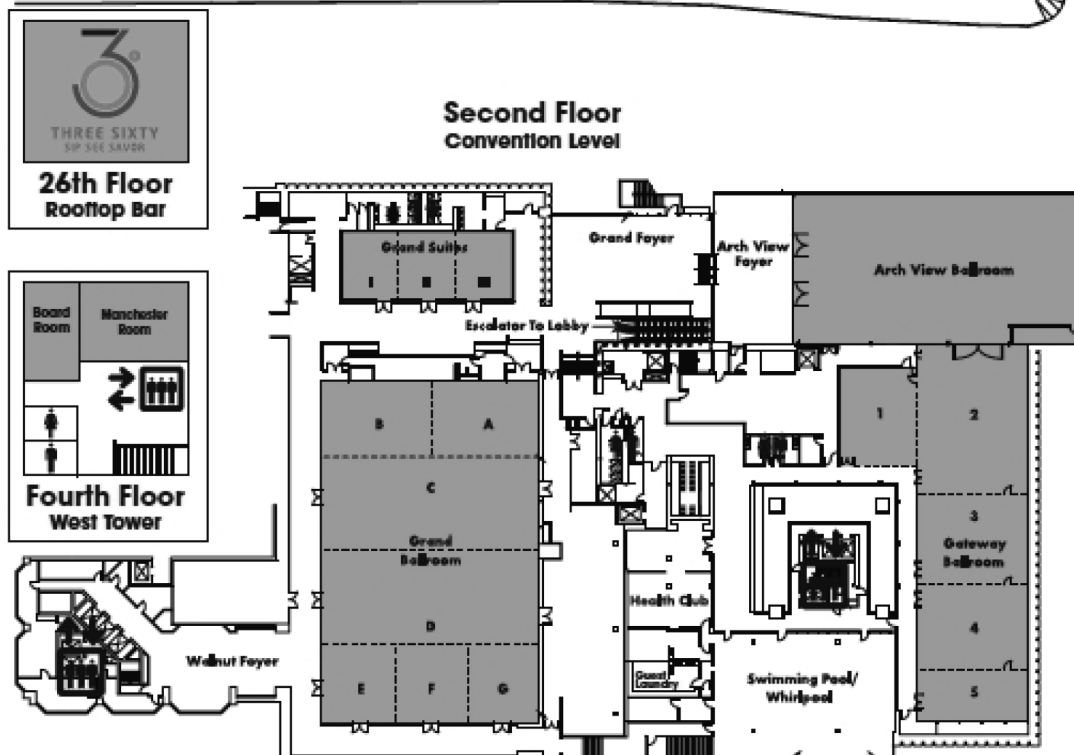 3°
THREE SIXTY
SIP SEE SAVOR
26th Floor
Rooftop Bar
Second Floor
Convention Level
Grand Suites
I
II
III
Grand Foyer
Arch View
Foyer
Arch View Ballroom
Escalator To Lobby
Board
Room
Manchester
Room
Fourth Floor
West Tower
B
A
C
Grand
Ballroom
D
E
F
G
1
2
3
Gateway
Ballroom
4
5
Health Club
Guest
Laundry
Swimming Pool/
Whirlpool
Walnut Foyer